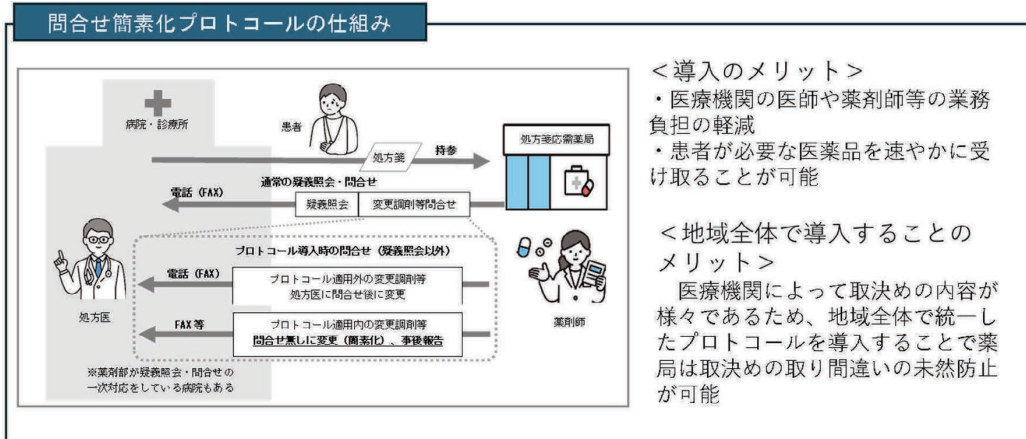 問合せ簡素化プロトコールの仕組み
病院・診療所
患者
処方箋
持参
処方箋応需薬局
通常の疑義照会・問合せ
電話（FAX）
疑義照会
変更調剤等問合せ
プロトコール導入時の問合せ（疑義照会以外）
電話（FAX）
プロトコール適用外の変更調剤等
処方医に問合せ後に変更
処方医
薬剤師
FAX等
プロトコール適用内の変更調剤等
問合せ無しに変更（簡素化）、事後報告
※薬剤部が疑義照会・問合せの
一次対応をしている病院もある
＜導入のメリット＞
・医療機関の医師や薬剤師等の業務
負担の軽減
・患者が必要な医薬品を速やかに受
け取ることが可能
＜地域全体で導入することの
メリット＞
医療機関によって取決めの内容が
様々であるため、地域全体で統一し
たプロトコールを導入することで薬
局は取決めの取り間違いの未然防止
が可能